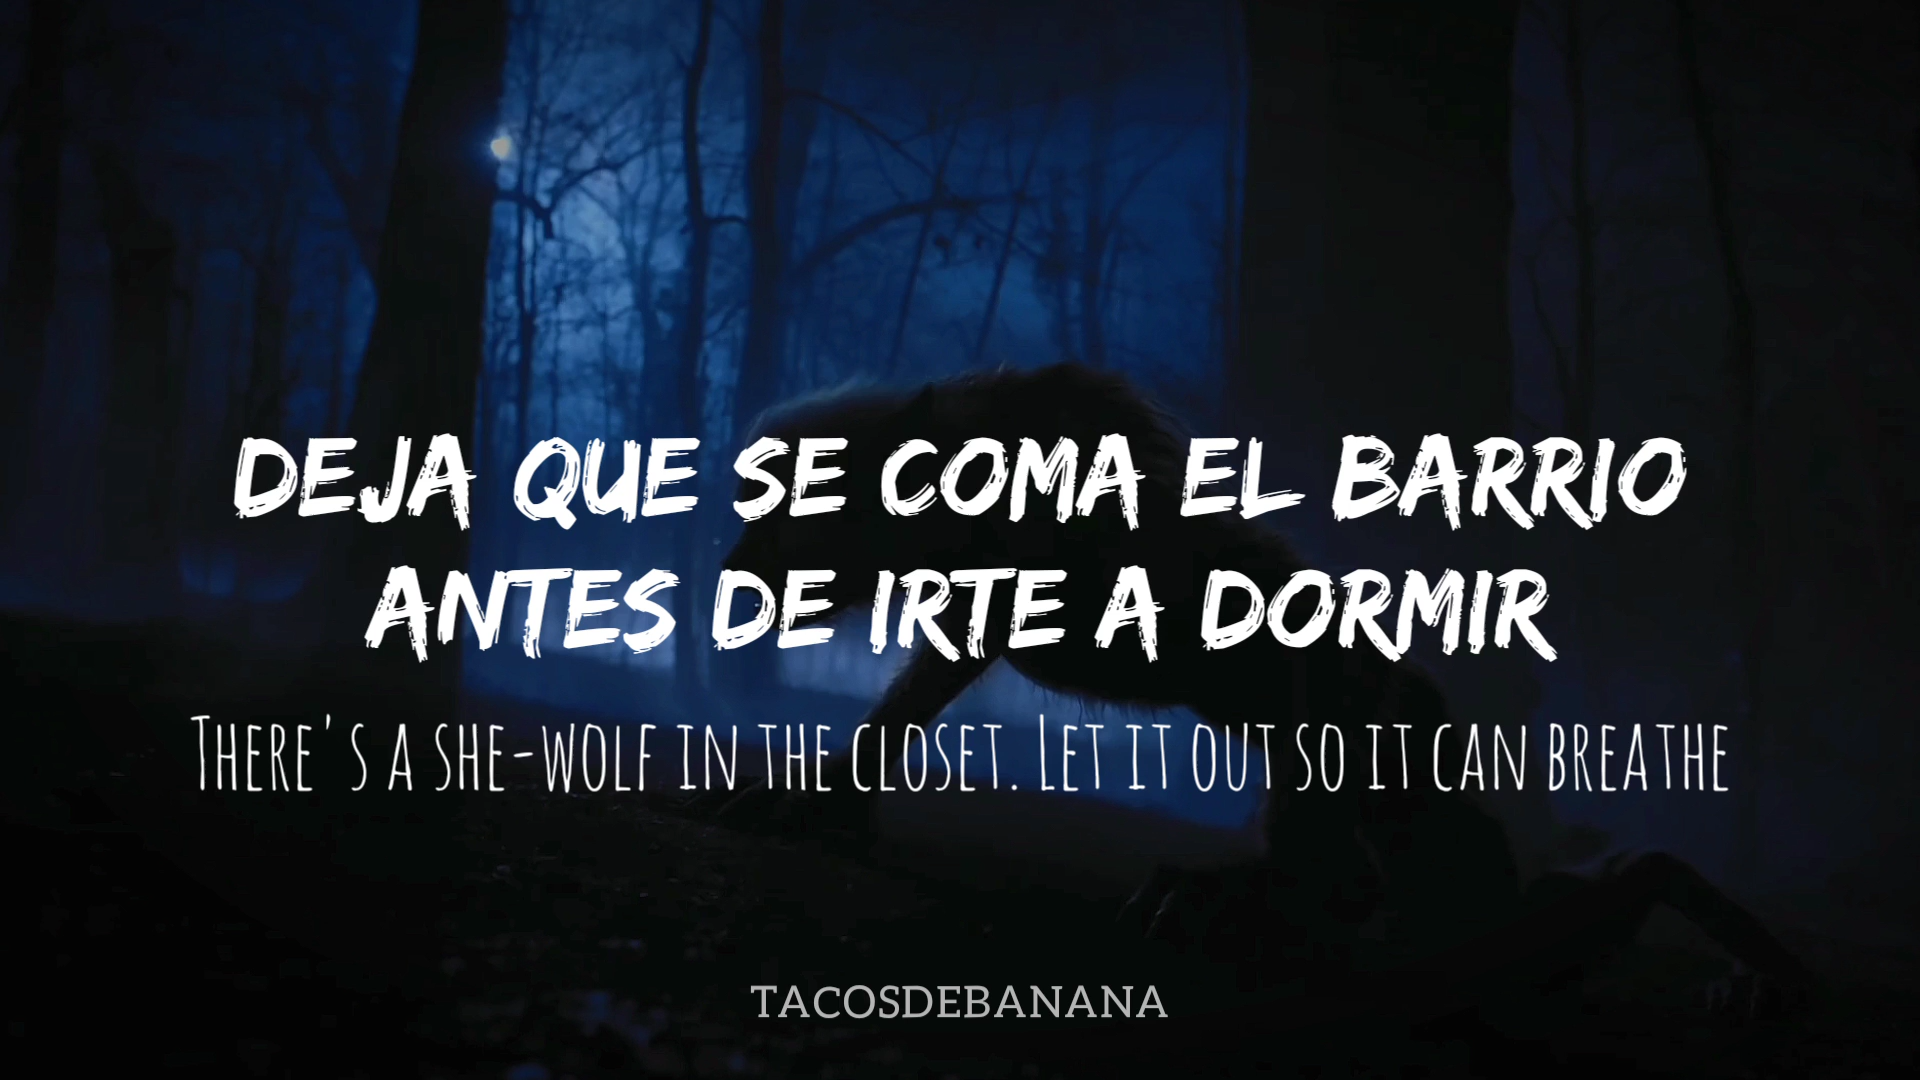 DEJA QUE SE COMA EL BARRIO
ANTES DE IRTE A DORMIR
THERE'S A SHE-WOLF IN THE CLOSET. LET IT OUT SO IT CAN BREATHE
TACOSDEBANANA